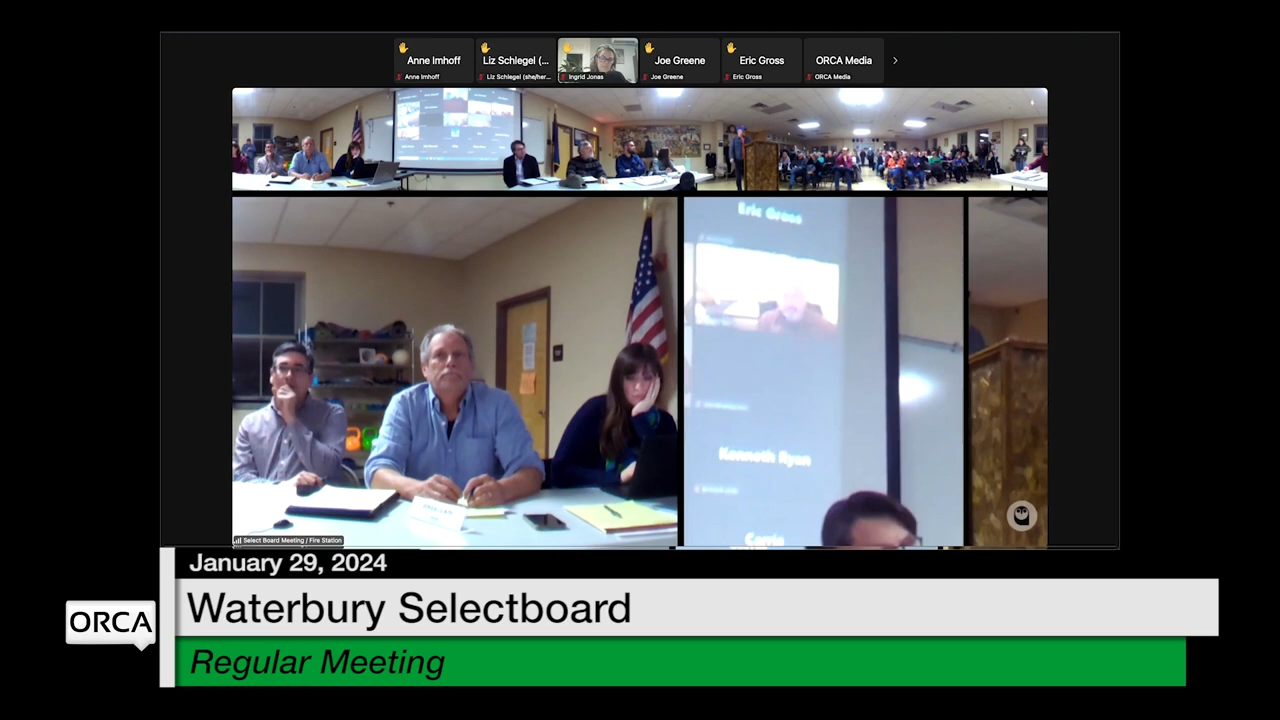 Anne Imhoff
Liz Schlegel (...
Joe Greene
Eric Gross
ORCA Media
Anne Imhoff
Liz Schlegel (she/her...
Ingrid Jonas
Joe Greene
Eric Gross
ORCA Media
Eric Gross
Kenneth Ryan
Carrie
Select Board Meeting / Fire Station
January 29, 2024
ORCA
Waterbury Selectboard
Regular Meeting